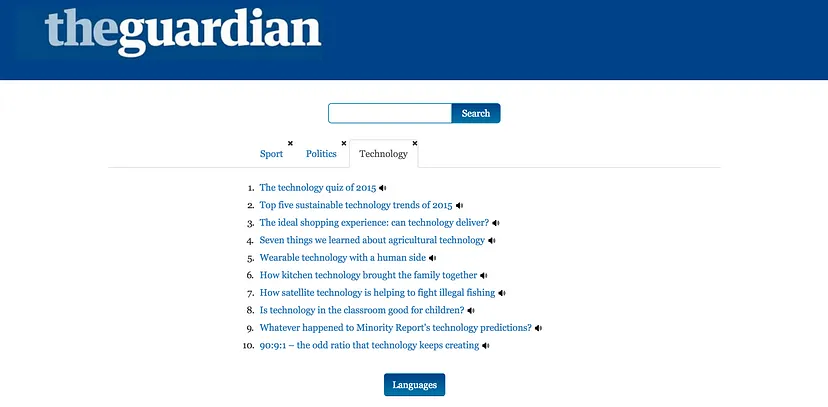 theguardian
Search
Sport Politics Technology
1. The technology quiz of 2015
2. Top five sustainable technology trends of 2015
3. The ideal shopping experience: can technology deliver?
4. Seven things we learned about agricultural technology
5. Wearable technology with a human side
6. How kitchen technology brought the family together
7. How satellite technology is helping to fight illegal fishing
8. Is technology in the classroom good for children?
9. Whatever happened to Minority Report's technology predictions?
10. 90:9:1 – the odd ratio that technology keeps creating
Languages